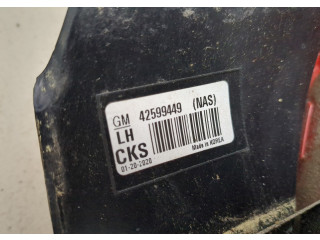 GM 42599449 (NAS)
LH
CKS
01-20-2020
Made in KOREA